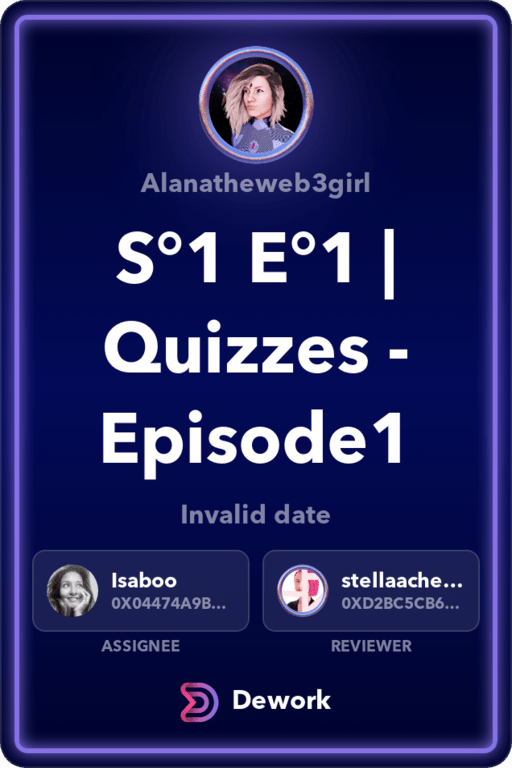 Alanatheweb3girl
S°1 E°1 |
Quizzes -
Episode1
Invalid date
Isaboo
0X04474A9B...
stellaache...
0XD2BC5CB6...
ASSIGNEE
REVIEWER
Dework